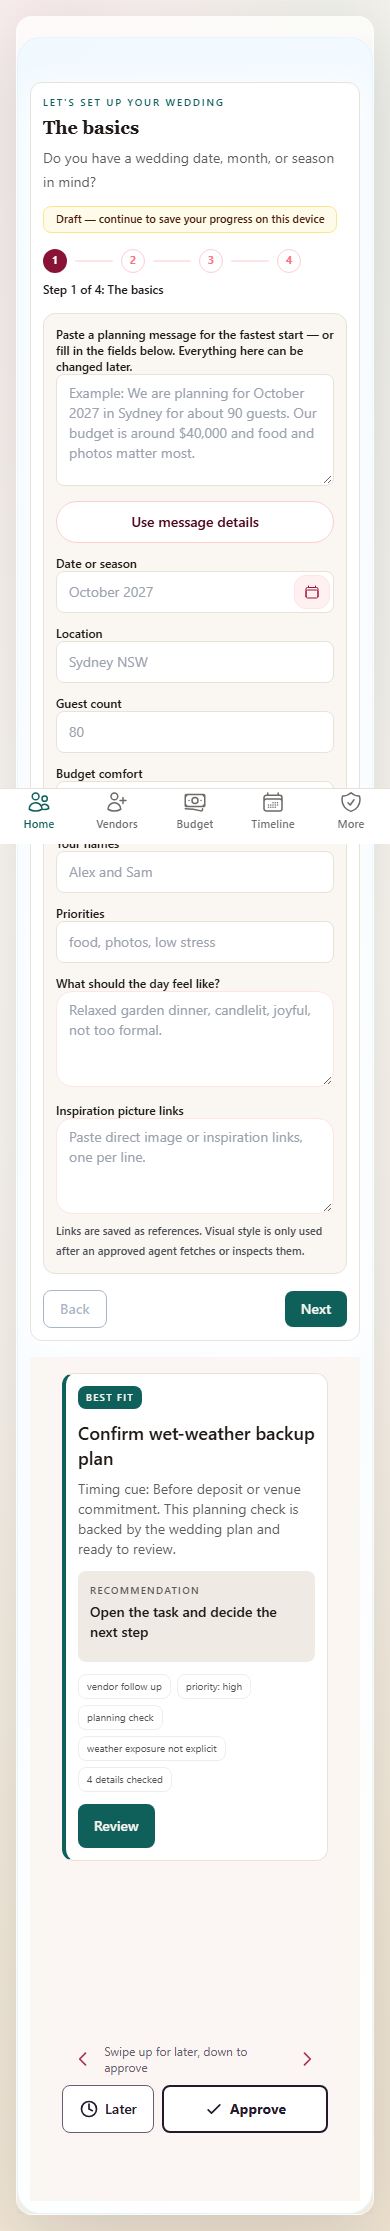 LET'S SET UP YOUR WEDDING
The basics
Do you have a wedding date, month, or season
in mind?
Draft — continue to save your progress on this device
1
2
3
4
Step 1 of 4: The basics
Paste a planning message for the fastest start — or
fill in the fields below. Everything here can be
changed later.
Example: We are planning for October
2027 in Sydney for about 90 guests. Our
budget is around $40,000 and food and
photos matter most.
Use message details
Date or season
October 2027
Location
Sydney NSW
Guest count
80
Budget comfort
Home
Vendors
Budget
Timeline
More
Your names
Alex and Sam
Priorities
food, photos, low stress
What should the day feel like?
Relaxed garden dinner, candlelit, joyful,
not too formal.
Inspiration picture links
Paste direct image or inspiration links,
one per line.
Links are saved as references. Visual style is only used
after an approved agent fetches or inspects them.
Back
Next
BEST FIT
Confirm wet-weather backup
plan
Timing cue: Before deposit or venue
commitment. This planning check is
backed by the wedding plan and
ready to review.
RECOMMENDATION
Open the task and decide the
next step
vendor follow up
priority: high
planning check
weather exposure not explicit
4 details checked
Review
Swipe up for later, down to
approve
Later
Approve